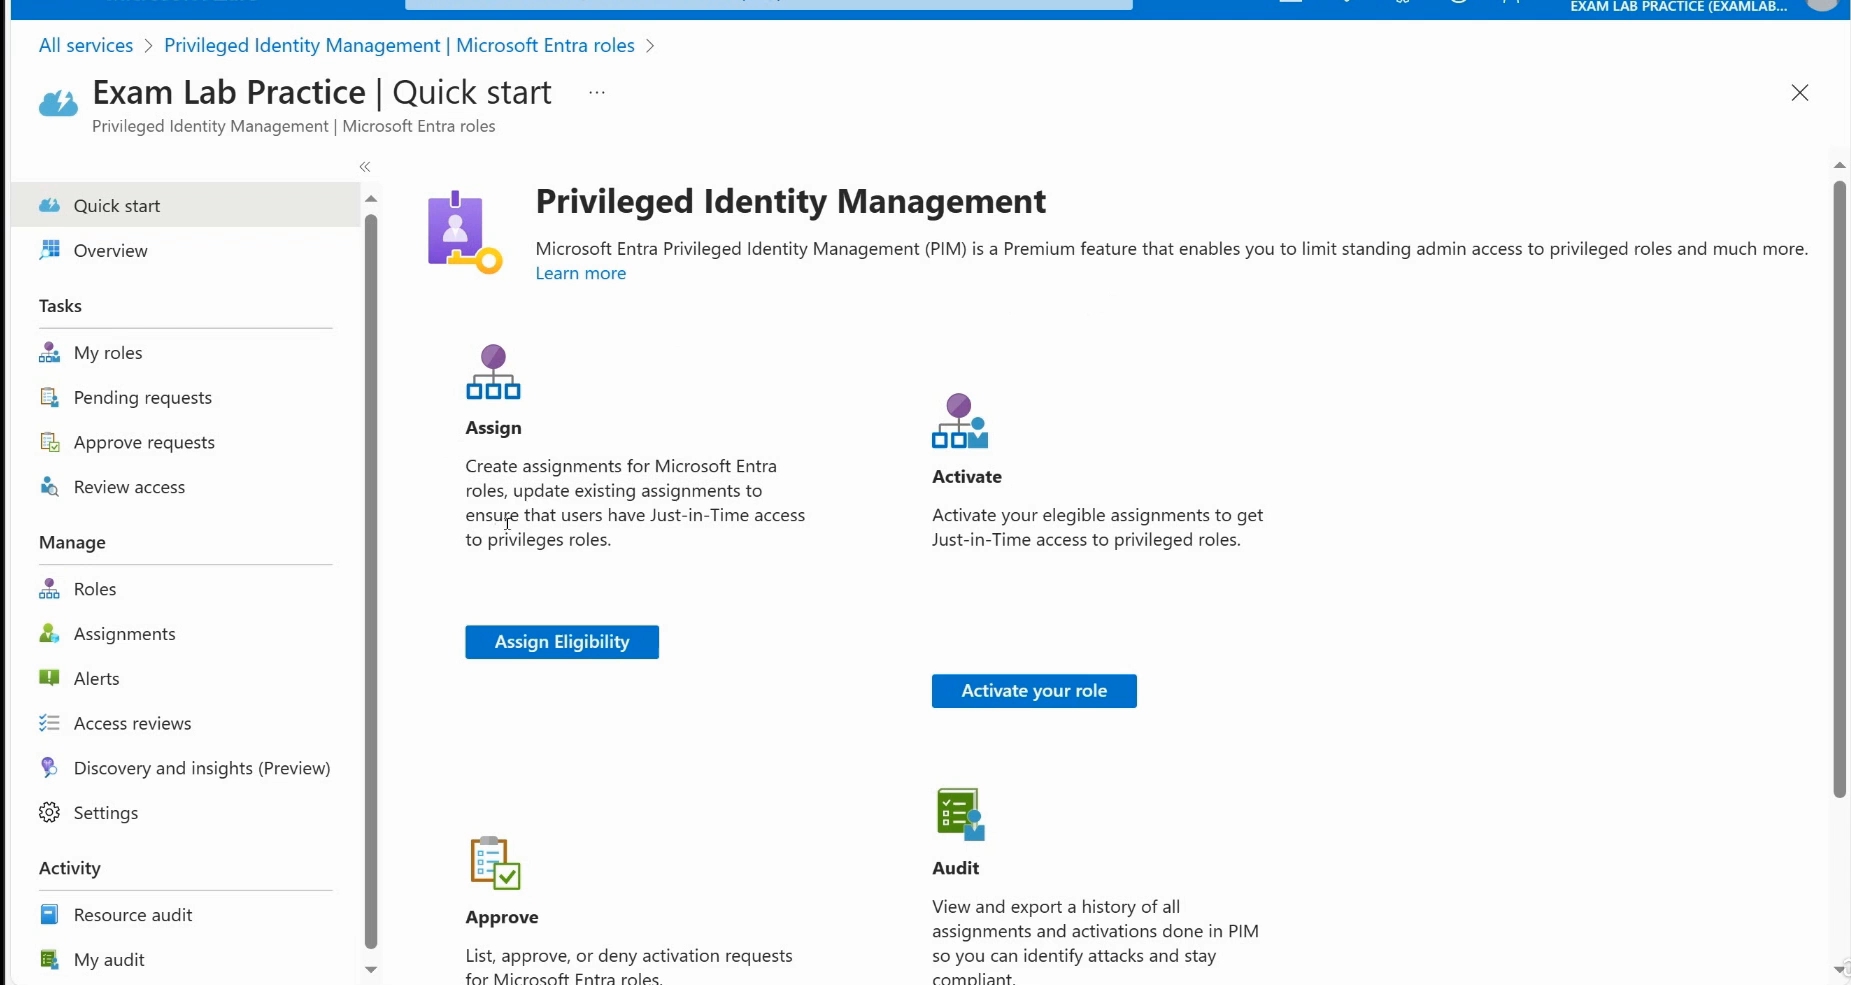 EXAM LAB PRACTICE (EXAMLAB...
All services > Privileged Identity Management | Microsoft Entra roles >
Exam Lab Practice | Quick start ...
Privileged Identity Management | Microsoft Entra roles
Quick start
Overview
Tasks
My roles
Pending requests
Approve requests
Review access
Manage
Roles
Assignments
Alerts
Access reviews
Discovery and insights (Preview)
Settings
Activity
Resource audit
My audit
Privileged Identity Management
Microsoft Entra Privileged Identity Management (PIM) is a Premium feature that enables you to limit standing admin access to privileged roles and much more.
Learn more
Assign
Create assignments for Microsoft Entra
roles, update existing assignments to
ensure that users have Just-in-Time access
to privileges roles.
Assign Eligibility
Activate
Activate your elegible assignments to get
Just-in-Time access to privileged roles.
Activate your role
Approve
List, approve, or deny activation requests
for Microsoft Entra roles.
Audit
View and export a history of all
assignments and activations done in PIM
so you can identify attacks and stay
compliant.